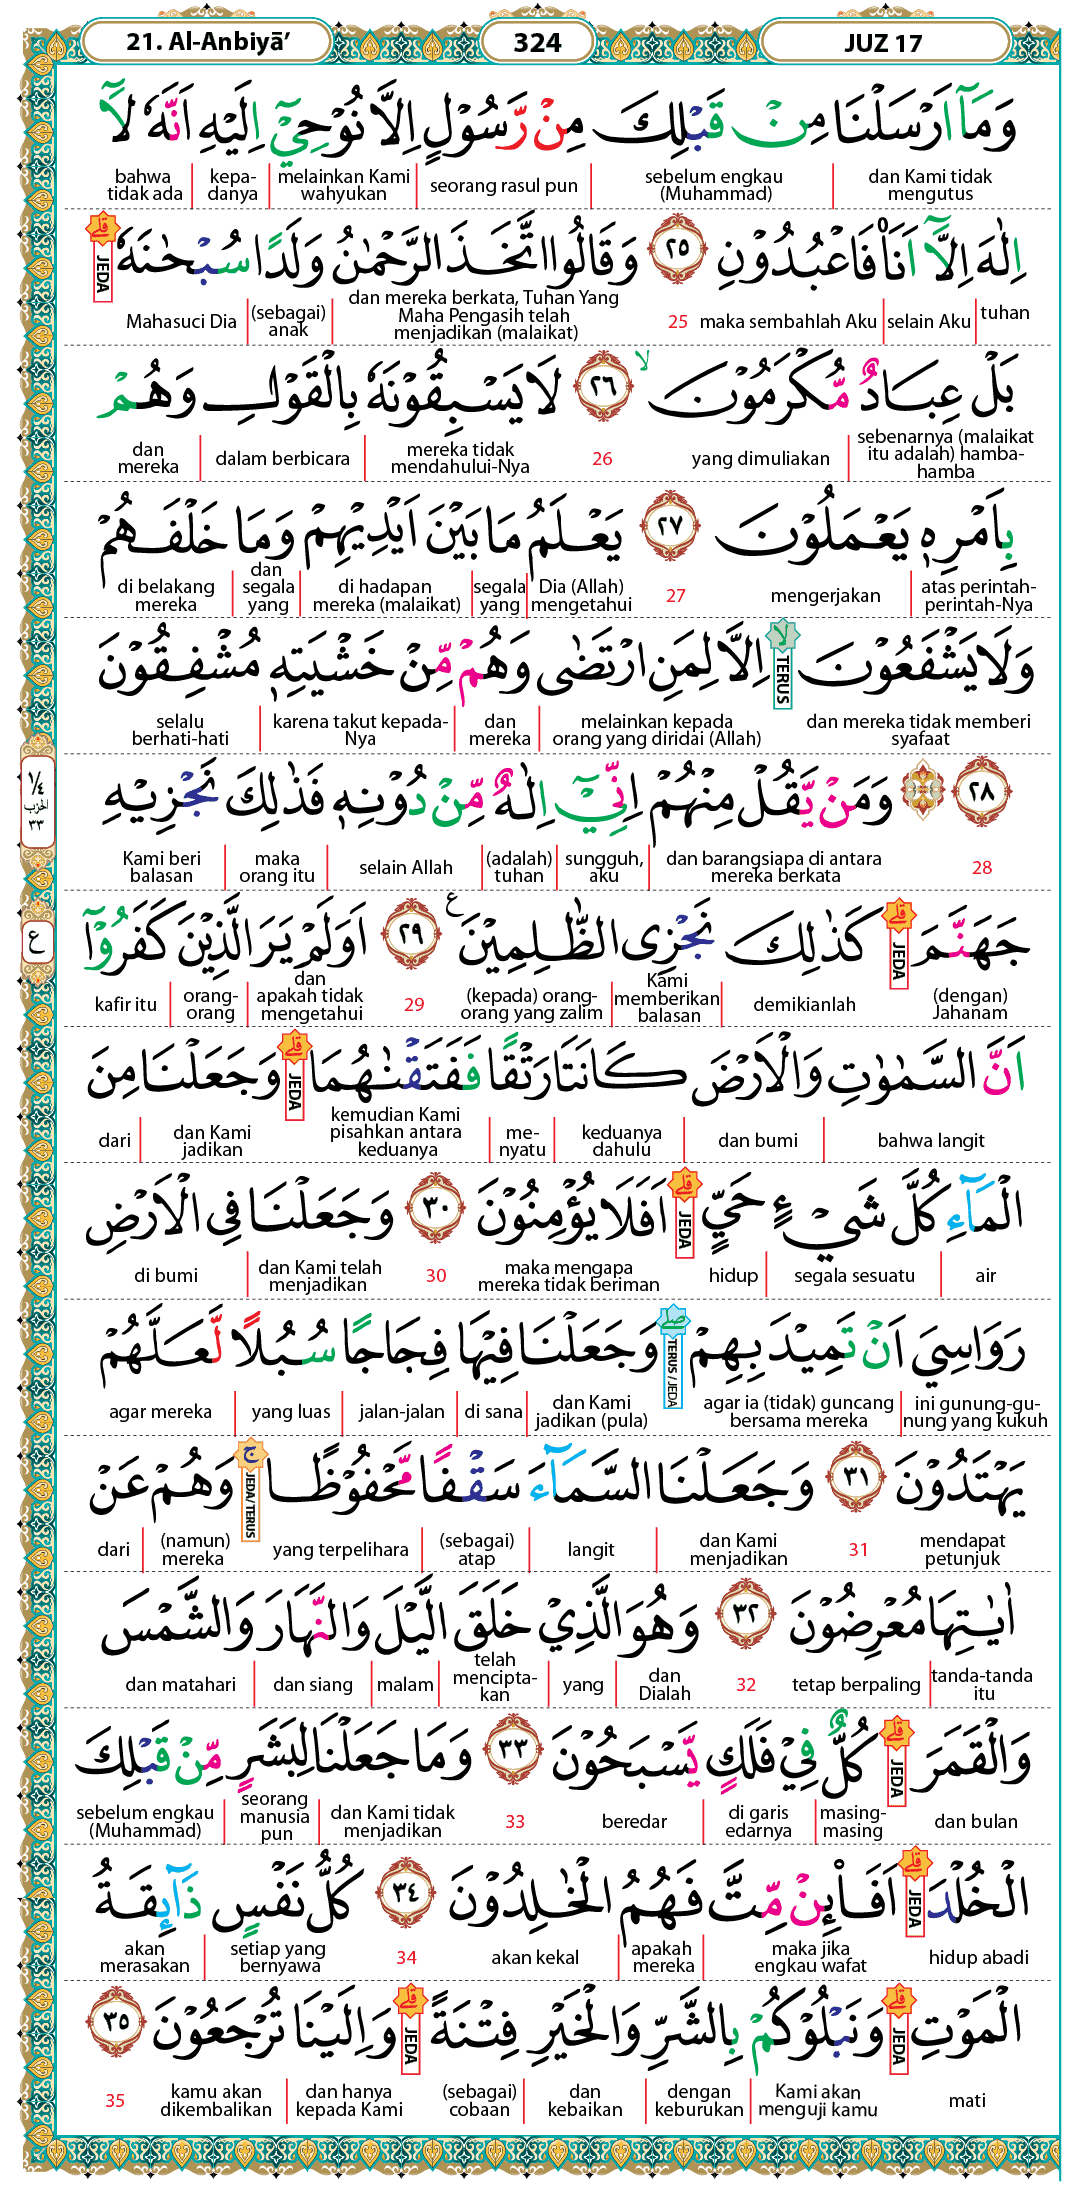 21. Al-Anbiyā’ 324 JUZ 17
وَمَآ اَرْسَلْنَا مِنْ قَبْلِكَ مِنْ رَّسُوْلٍ اِلَّا نُوْحِيْٓ اِلَيْهِ اَنَّهٗ لَآ
dan Kami tidak mengutus | sebelum engkau (Muhammad) | seorang rasul pun | melainkan Kami wahyukan | kepa-danya | bahwa tidak ada
اِلٰهَ اِلَّآ اَنَا۠ فَاعْبُدُوْنِ ٢٥ وَقَالُوا اتَّخَذَ الرَّحْمٰنُ وَلَدًا سُبْحٰنَهٗ ۗ JEDA
tuhan | selain Aku | maka sembahlah Aku 25 dan mereka berkata, Tuhan Yang Maha Pengasih telah menjadikan (malaikat) | (sebagai) anak | Mahasuci Dia
بَلْ عِبَادٌ مُّكْرَمُوْنَ ۙ ٢٦ لَا يَسْبِقُوْنَهٗ بِالْقَوْلِ وَهُمْ
sebenarnya (malaikat itu adalah) hamba-hamba | yang dimuliakan 26 mereka tidak mendahului-Nya | dalam berbicara | dan mereka
بِاَمْرِهٖ يَعْمَلُوْنَ ٢٧ يَعْلَمُ مَا بَيْنَ اَيْدِيْهِمْ وَمَا خَلْفَهُمْ
atas perintah-perintah-Nya | mengerjakan 27 Dia (Allah) mengetahui | segala yang | di hadapan mereka (malaikat) | dan segala yang | di belakang mereka
وَلَا يَشْفَعُوْنَ ۙ TERUS اِلَّا لِمَنِ ارْتَضٰى وَهُمْ مِّنْ خَشْيَتِهٖ مُشْفِقُوْنَ
dan mereka tidak memberi syafaat | melainkan kepada orang yang diridai (Allah) | dan mereka | karena takut kepada-Nya | selalu berhati-hati
١/٤ الحزب ٣٣
٢٨ وَمَنْ يَّقُلْ مِنْهُمْ اِنِّيْٓ اِلٰهٌ مِّنْ دُوْنِهٖ فَذٰلِكَ نَجْزِيْهِ
28 dan barangsiapa di antara mereka berkata | sungguh, aku | (adalah) tuhan | selain Allah | maka orang itu | Kami beri balasan
جَهَنَّمَ ۗ JEDA كَذٰلِكَ نَجْزِى الظّٰلِمِيْنَ ࣖ ٢٩ اَوَلَمْ يَرَ الَّذِيْنَ كَفَرُوْٓا ع
(dengan) Jahanam | demikianlah | Kami memberikan balasan | (kepada) orang-orang yang zalim 29 dan apakah tidak mengetahui | orang-orang | kafir itu
اَنَّ السَّمٰوٰتِ وَالْاَرْضَ كَانَتَا رَتْقًا فَفَتَقْنٰهُمَا ۗ JEDA وَجَعَلْنَا مِنَ
bahwa langit | dan bumi | keduanya dahulu | me-nyatu | kemudian Kami pisahkan antara keduanya | dan Kami jadikan | dari
الْمَاۤءِ كُلَّ شَيْءٍ حَيٍّ ۗ JEDA اَفَلَا يُؤْمِنُوْنَ ٣٠ وَجَعَلْنَا فِى الْاَرْضِ
air | segala sesuatu | hidup | maka mengapa mereka tidak beriman 30 dan Kami telah menjadikan | di bumi
رَوَاسِيَ اَنْ تَمِيْدَ بِهِمْ ۖ TERUS / JEDA وَجَعَلْنَا فِيْهَا فِجَاجًا سُبُلًا لَّعَلَّهُمْ
ini gunung-gu-nung yang kukuh | agar ia (tidak) guncang bersama mereka | dan Kami jadikan (pula) | di sana | jalan-jalan | yang luas | agar mereka
يَهْتَدُوْنَ ٣١ وَجَعَلْنَا السَّمَاۤءَ سَقْفًا مَّحْفُوْظًا ۚ JEDA/TERUS وَهُمْ عَنْ
mendapat petunjuk 31 dan Kami menjadikan | langit | (sebagai) atap | yang terpelihara | (namun) mereka | dari
اٰيٰتِهَا مُعْرِضُوْنَ ٣٢ وَهُوَ الَّذِيْ خَلَقَ الَّيْلَ وَالنَّهَارَ وَالشَّمْسَ
tanda-tanda itu | tetap berpaling 32 dan Dialah | yang | telah mencipta-kan | malam | dan siang | dan matahari
وَالْقَمَرَ ۗ JEDA كُلٌّ فِيْ فَلَكٍ يَّسْبَحُوْنَ ٣٣ وَمَا جَعَلْنَا لِبَشَرٍ مِّنْ قَبْلِكَ
dan bulan | masing-masing | di garis edarnya | beredar 33 dan Kami tidak menjadikan | seorang manusia pun | sebelum engkau (Muhammad)
الْخُلْدَ ۗ JEDA اَفَا۟ىِٕنْ مِّتَّ فَهُمُ الْخٰلِدُوْنَ ٣٤ كُلُّ نَفْسٍ ذَاۤىِٕقَةُ
hidup abadi | maka jika engkau wafat | apakah mereka | akan kekal 34 setiap yang bernyawa | akan merasakan
الْمَوْتِ ۗ JEDA وَنَبْلُوْكُمْ بِالشَّرِّ وَالْخَيْرِ فِتْنَةً ۗ JEDA وَاِلَيْنَا تُرْجَعُوْنَ ٣٥
mati | Kami akan menguji kamu | dengan keburukan | dan kebaikan | (sebagai) cobaan | dan hanya kepada Kami | kamu akan dikembalikan 35